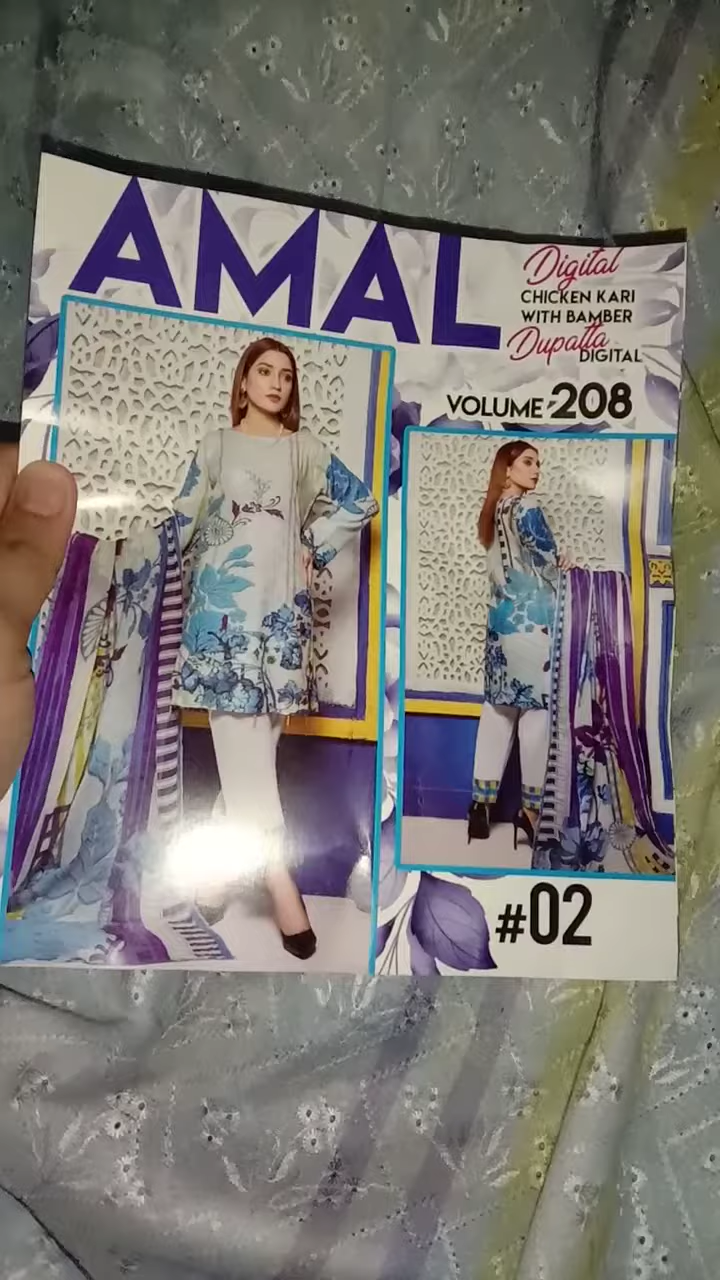 AMAL
Digital
CHICKEN KARI
WITH BAMBER
Dupatta
DIGITAL
VOLUME-208
#02